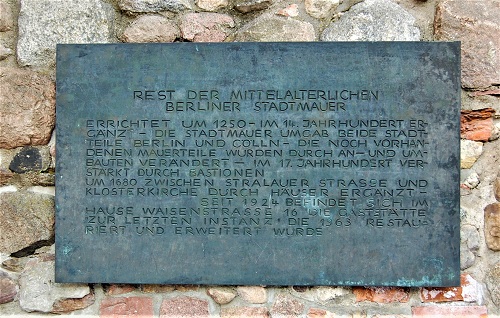 REST DER MITTELALTERLICHEN
BERLINER STADTMAUER
ERRICHTET UM 1250 – IM 14. JAHRHUNDERT ER-
GÄNZT – DIE STADTMAUER UMGAB BEIDE STADT-
TEILE BERLIN UND CÖLLN – DIE NOCH VORHAN-
DENEN MAUERTEILE WURDEN DURCH AN- UND UM-
BAUTEN VERÄNDERT – IM 17. JAHRHUNDERT VER-
STÄRKT DURCH BASTIONEN
UM 1680 ZWISCHEN STRALAUER STRASSE UND
KLOSTERKIRCHE DURCH HÄUSER ERGÄNZT –
SEIT 1924 BEFINDET SICH IM
HAUSE WAISENSTRASSE 16 DIE GASTSTÄTTE
ZUR LETZTEN INSTANZ DIE 1963 RESTAU-
RIERT UND ERWEITERT WURDE